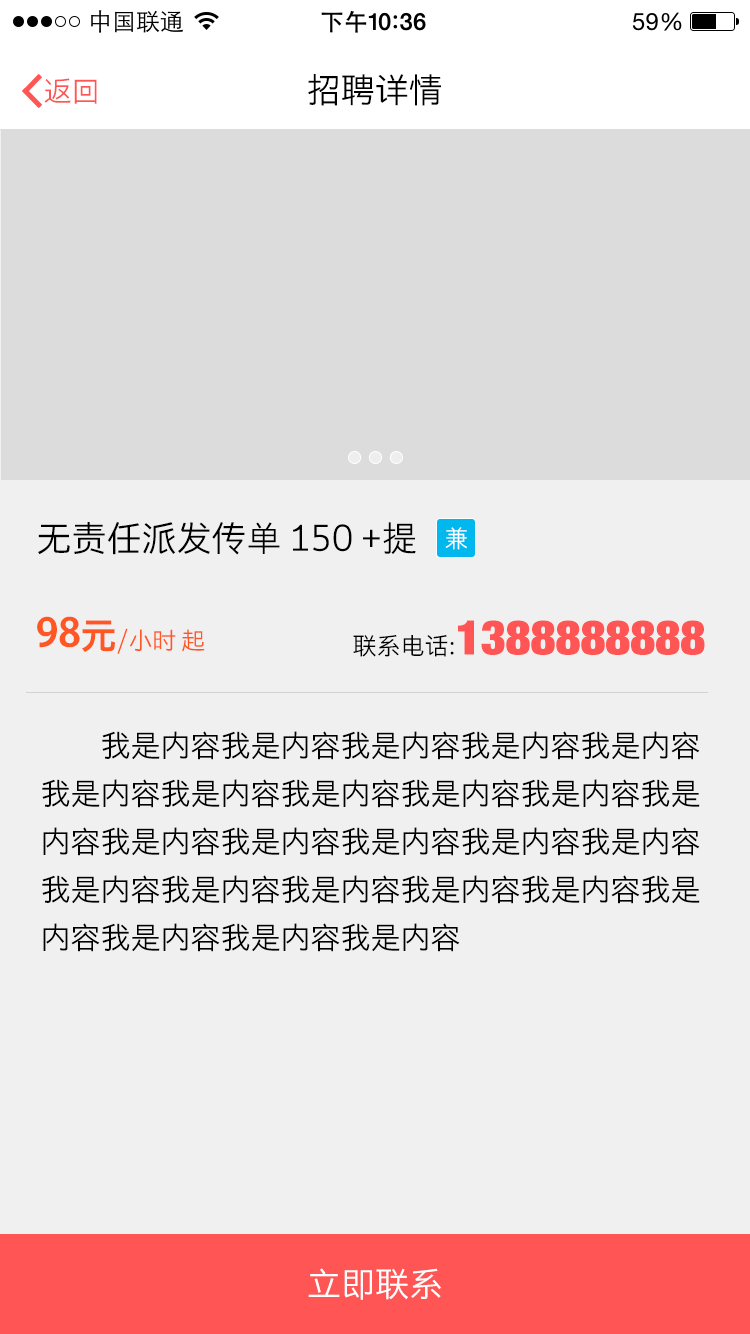 中国联通 下午10:36 59%
返回 招聘详情
无责任派发传单 150 +提 兼
98元/小时 起 联系电话:1388888888
我是内容我是内容我是内容我是内容我是内容
我是内容我是内容我是内容我是内容我是内容我是
内容我是内容我是内容我是内容我是内容我是内容
我是内容我是内容我是内容我是内容我是内容我是
内容我是内容我是内容我是内容
立即联系